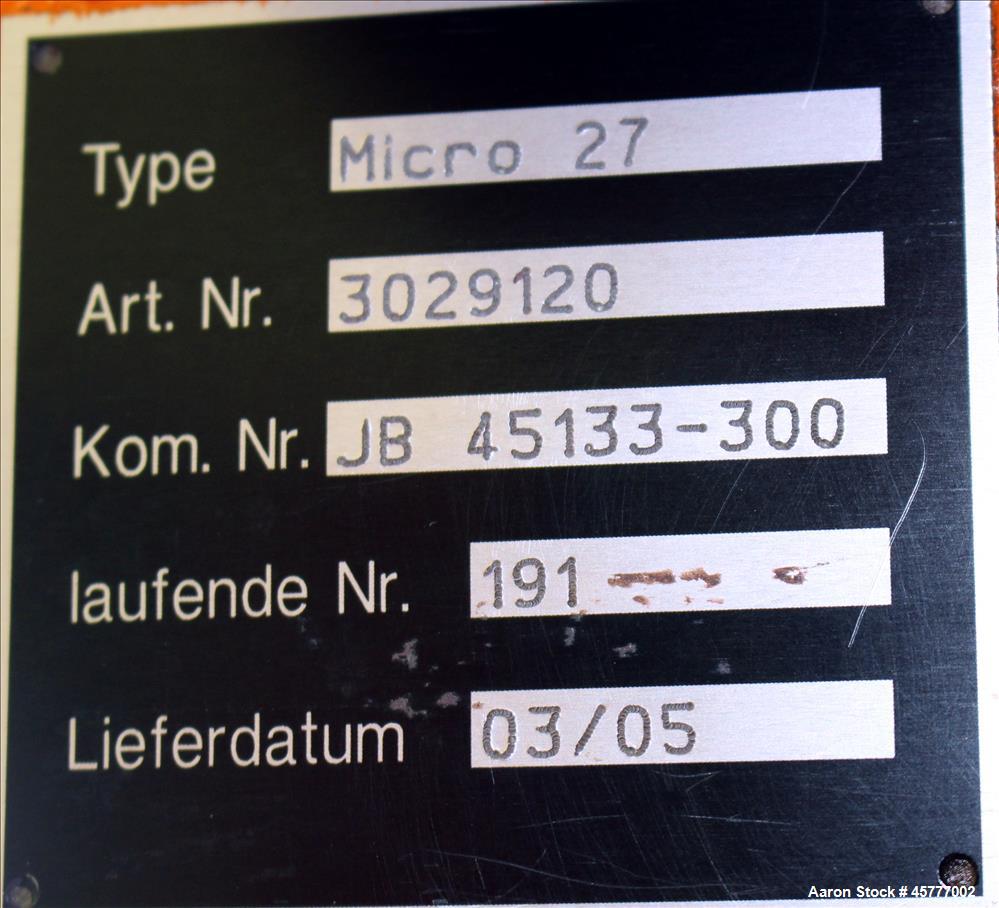 Type Micro 27
Art. Nr. 3029120
Kom. Nr. JB 45133-300
laufende Nr. 191
Lieferdatum 03/05
Aaron Stock # 45777002